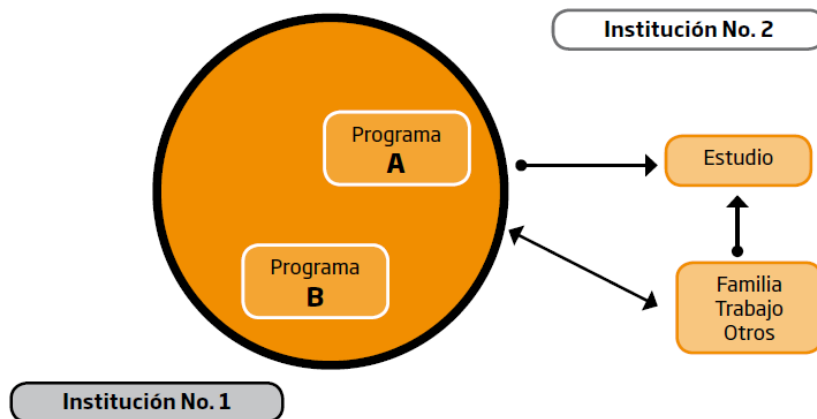 Institución No. 2
Programa
A
Estudio
Programa
B
Familia
Trabajo
Otros
Institución No. 1